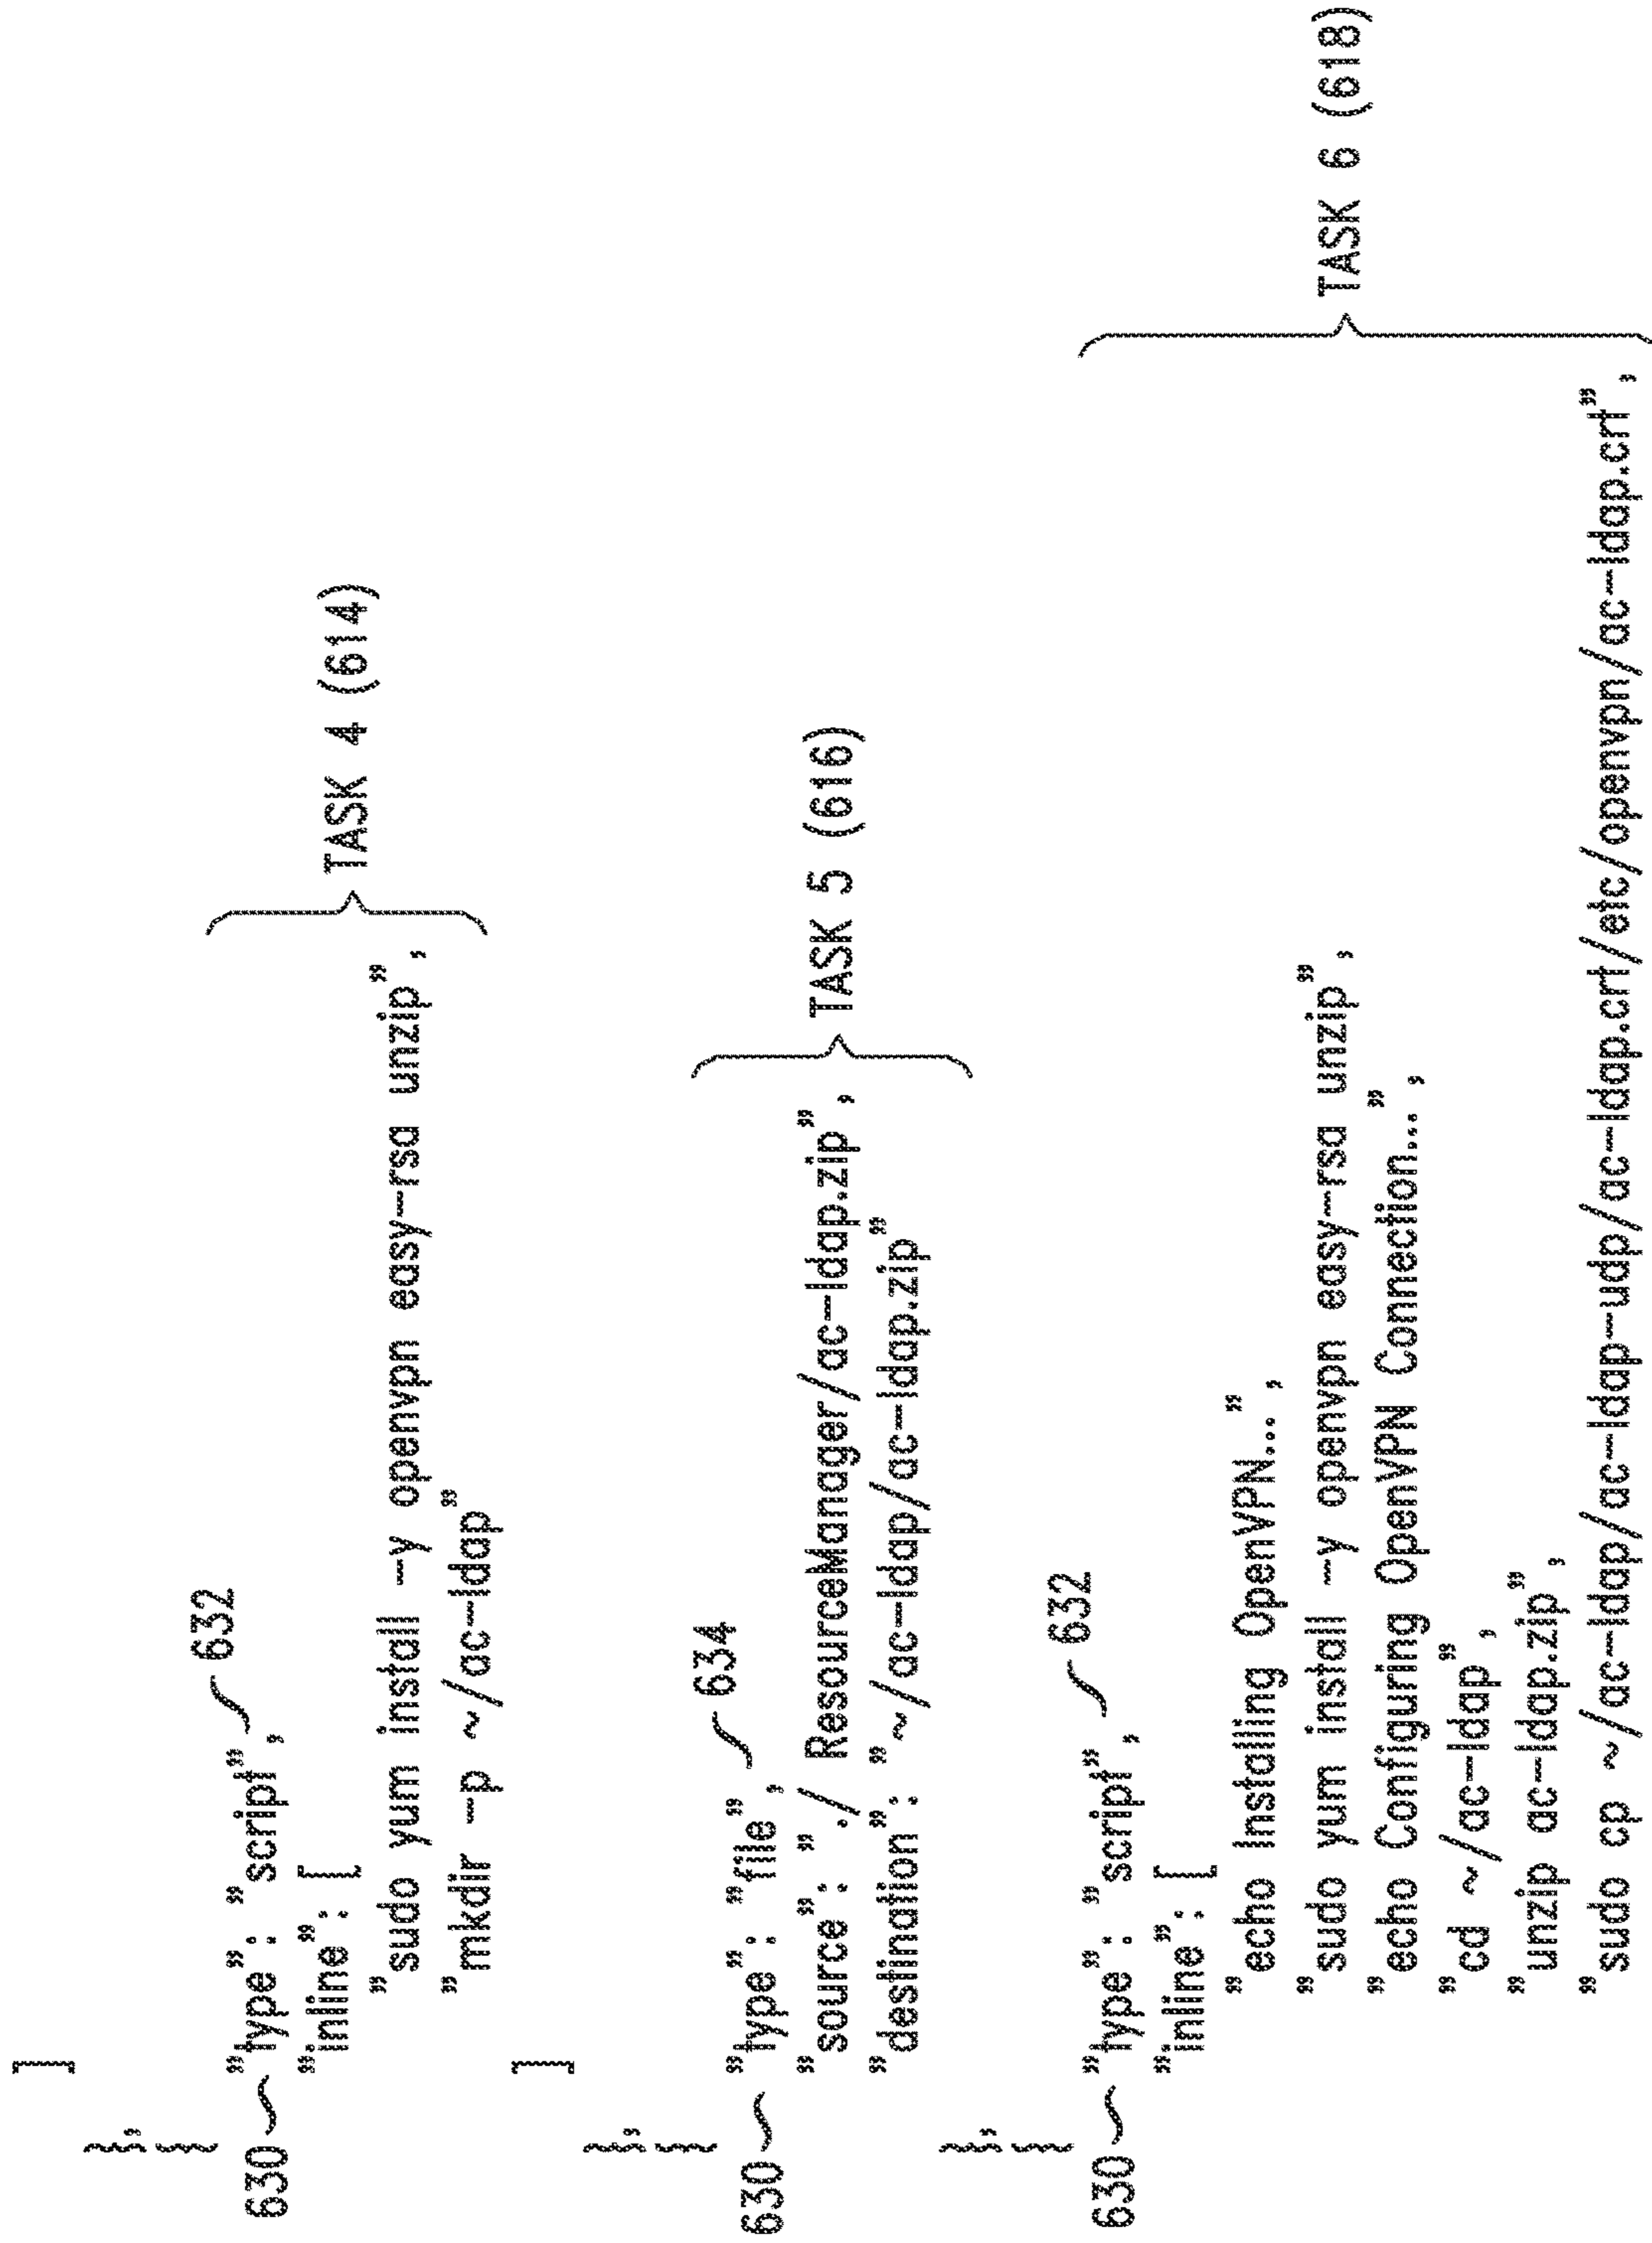 ]
},
{
630 "type": "script", 632
"inline": [
"sudo yum install -y openvpn easy-rsa unzip",
"mkdir -p ~/ac-ldap"
TASK 4 (614)
]
},
{
630 "type": "file", 634
"source": "./ResourceManager/ac-ldap.zip",
"destination": "~/ac-ldap/ac-ldap.zip"
TASK 5 (616)
},
{
630 "type": "script", 632
"inline": [
"echo Installing OpenVPN...",
"sudo yum install -y openvpn easy-rsa unzip",
"echo Configuring OpenVPN Connection...",
"cd ~/ac-ldap",
"unzip ac-ldap.zip",
"sudo cp ~/ac-ldap/ac-ldap-udp/ac-ldap.crt/etc/openvpn/ac-ldap.crt",
TASK 6 (618)